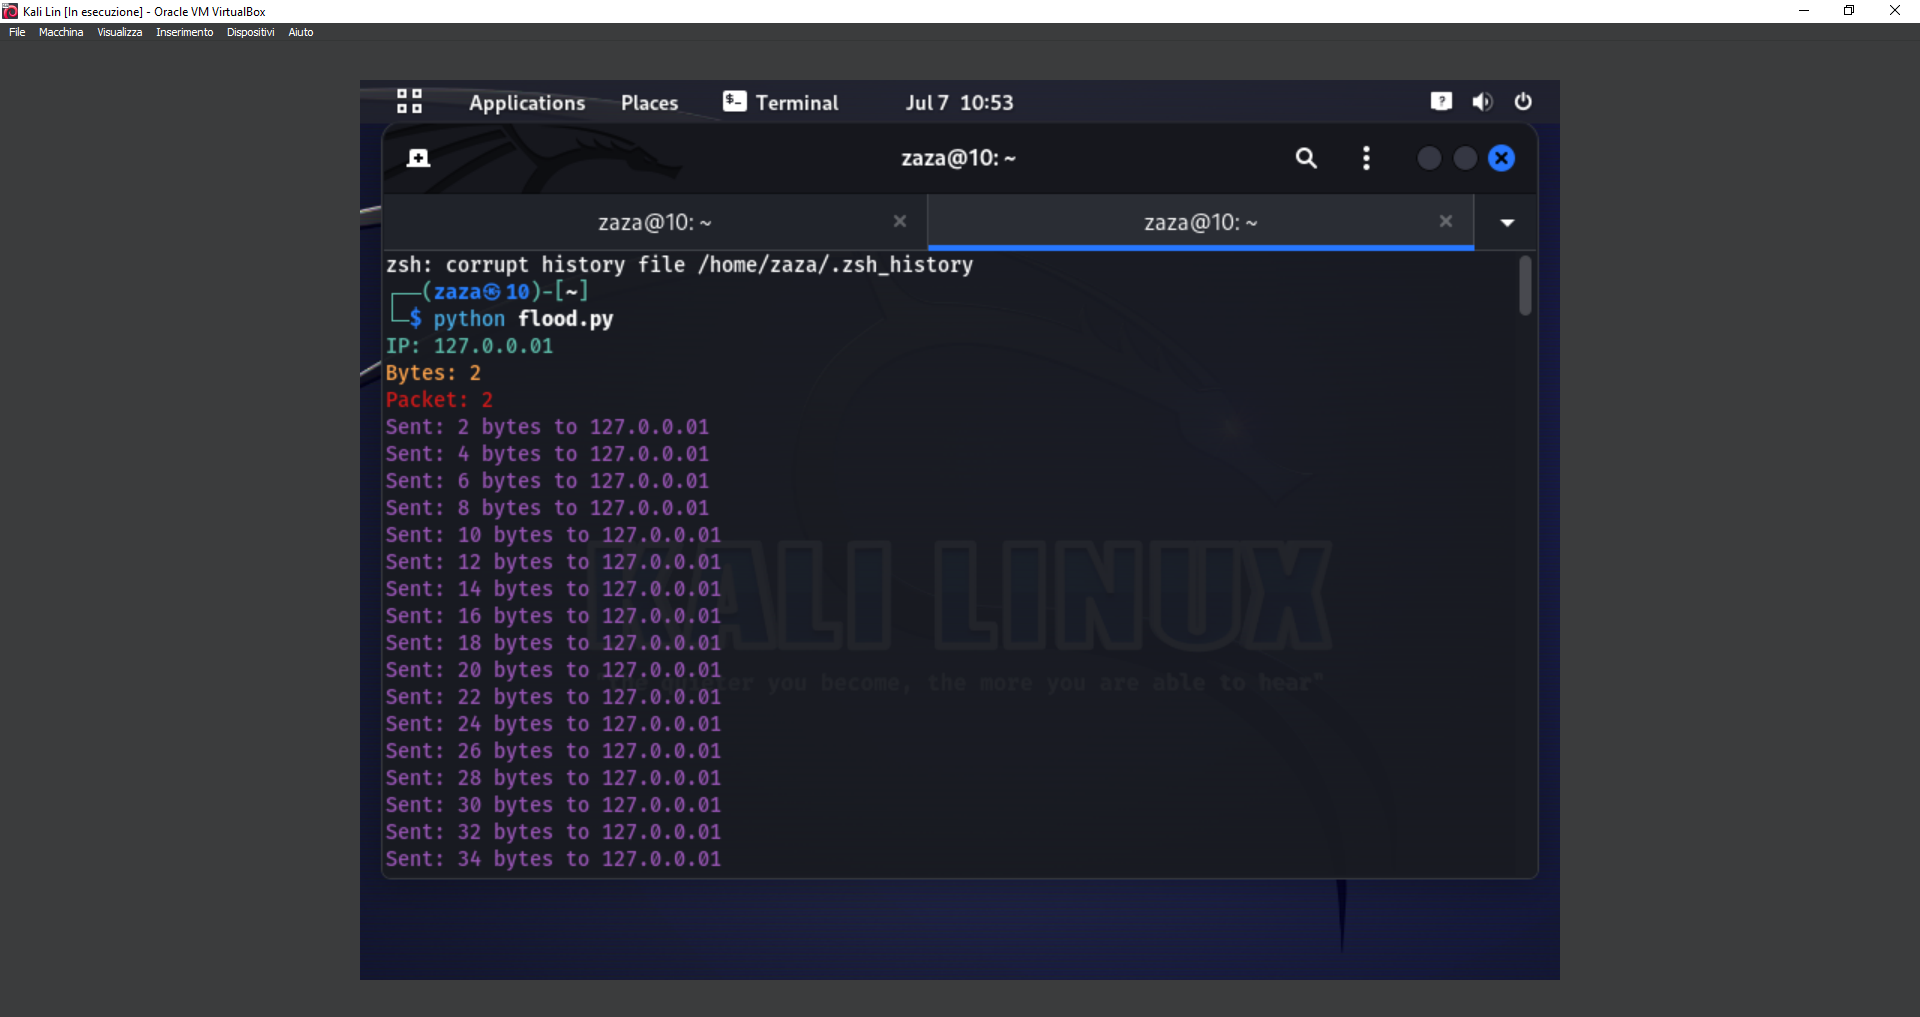 Kali Lin [In esecuzione] - Oracle VM VirtualBox
File Macchina Visualizza Inserimento Dispositivi Aiuto
Applications Places Terminal Jul 7 10:53
zaza@10: ~
zaza@10: ~ zaza@10: ~
zsh: corrupt history file /home/zaza/.zsh_history
┌──(zaza㉿10)-[~]
└─$ python flood.py
IP: 127.0.0.01
Bytes: 2
Packet: 2
Sent: 2 bytes to 127.0.0.01
Sent: 4 bytes to 127.0.0.01
Sent: 6 bytes to 127.0.0.01
Sent: 8 bytes to 127.0.0.01
Sent: 10 bytes to 127.0.0.01
Sent: 12 bytes to 127.0.0.01
Sent: 14 bytes to 127.0.0.01
Sent: 16 bytes to 127.0.0.01
Sent: 18 bytes to 127.0.0.01
Sent: 20 bytes to 127.0.0.01
Sent: 22 bytes to 127.0.0.01
Sent: 24 bytes to 127.0.0.01
Sent: 26 bytes to 127.0.0.01
Sent: 28 bytes to 127.0.0.01
Sent: 30 bytes to 127.0.0.01
Sent: 32 bytes to 127.0.0.01
Sent: 34 bytes to 127.0.0.01
KALI LINUX
"the quieter you become, the more you are able to hear"